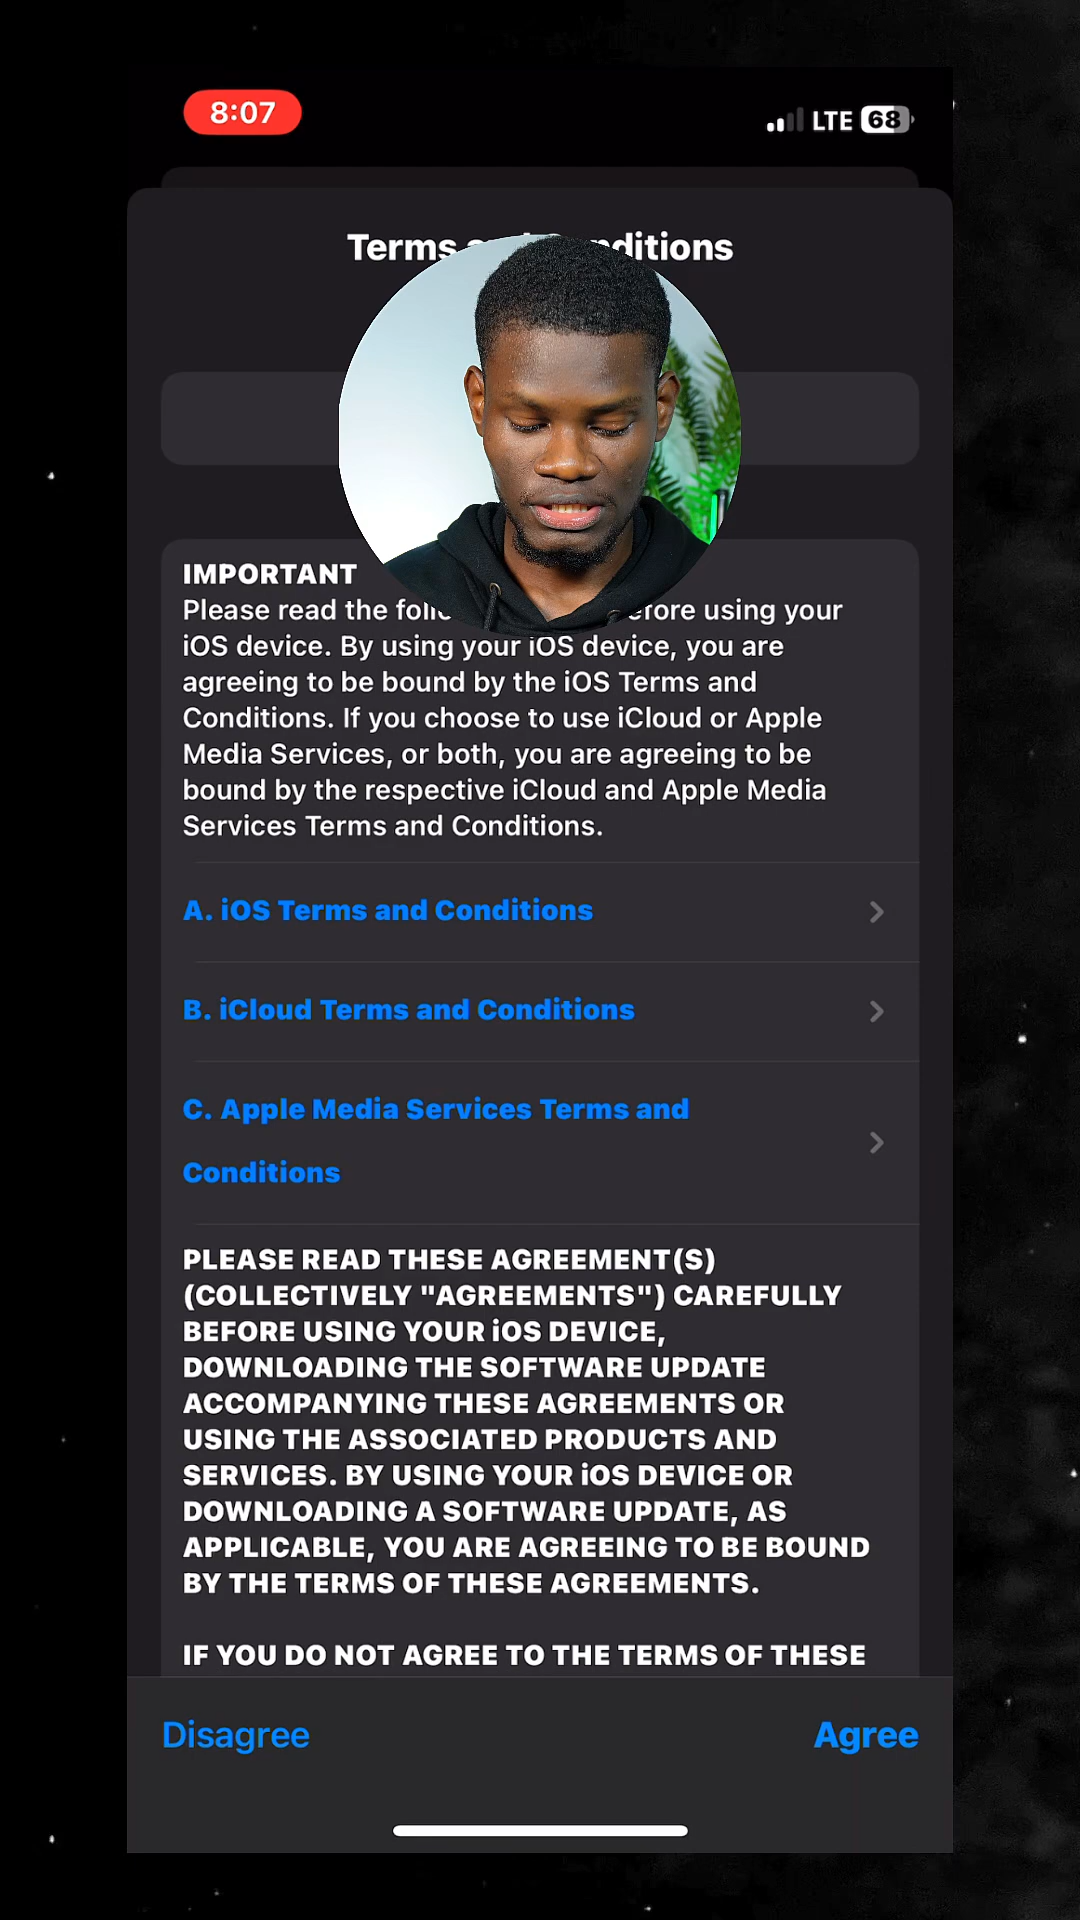 8:07
LTE 68
Terms
IMPORTANT
Please read the your
iOS device. By using your iOS device, you are
agreeing to be bound by the iOS Terms and
Conditions. If you choose to use iCloud or Apple
Media Services, or both, you are agreeing to be
bound by the respective iCloud and Apple Media
Services Terms and Conditions.
A. iOS Terms and Conditions
B. iCloud Terms and Conditions
C. Apple Media Services Terms and
Conditions
PLEASE READ THESE AGREEMENT(S)
(COLLECTIVELY "AGREEMENTS") CAREFULLY
BEFORE USING YOUR iOS DEVICE,
DOWNLOADING THE SOFTWARE UPDATE
ACCOMPANYING THESE AGREEMENTS OR
USING THE ASSOCIATED PRODUCTS AND
SERVICES. BY USING YOUR iOS DEVICE OR
DOWNLOADING A SOFTWARE UPDATE, AS
APPLICABLE, YOU ARE AGREEING TO BE BOUND
BY THE TERMS OF THESE AGREEMENTS.
IF YOU DO NOT AGREE TO THE TERMS OF THESE
Disagree
Agree